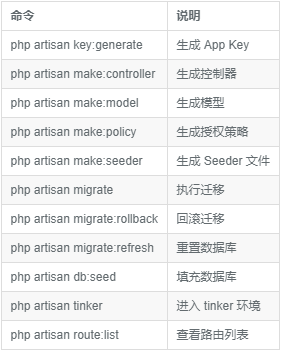 命令 说明
php artisan key:generate 生成 App Key
php artisan make:controller 生成控制器
php artisan make:model 生成模型
php artisan make:policy 生成授权策略
php artisan make:seeder 生成 Seeder 文件
php artisan migrate 执行迁移
php artisan migrate:rollback 回滚迁移
php artisan migrate:refresh 重置数据库
php artisan db:seed 填充数据库
php artisan tinker 进入 tinker 环境
php artisan route:list 查看路由列表